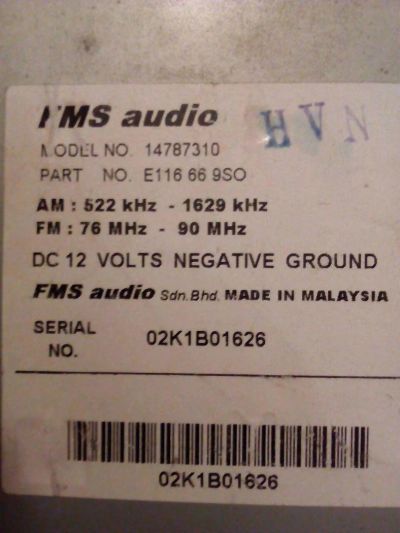 FMS audio HVN
MODEL NO. 14787310
PART NO. E116 66 9SO
AM : 522 kHz - 1629 kHz
FM : 76 MHz - 90 MHz
DC 12 VOLTS NEGATIVE GROUND
FMS audio Sdn.Bhd. MADE IN MALAYSIA
SERIAL NO. 02K1B01626
02K1B01626